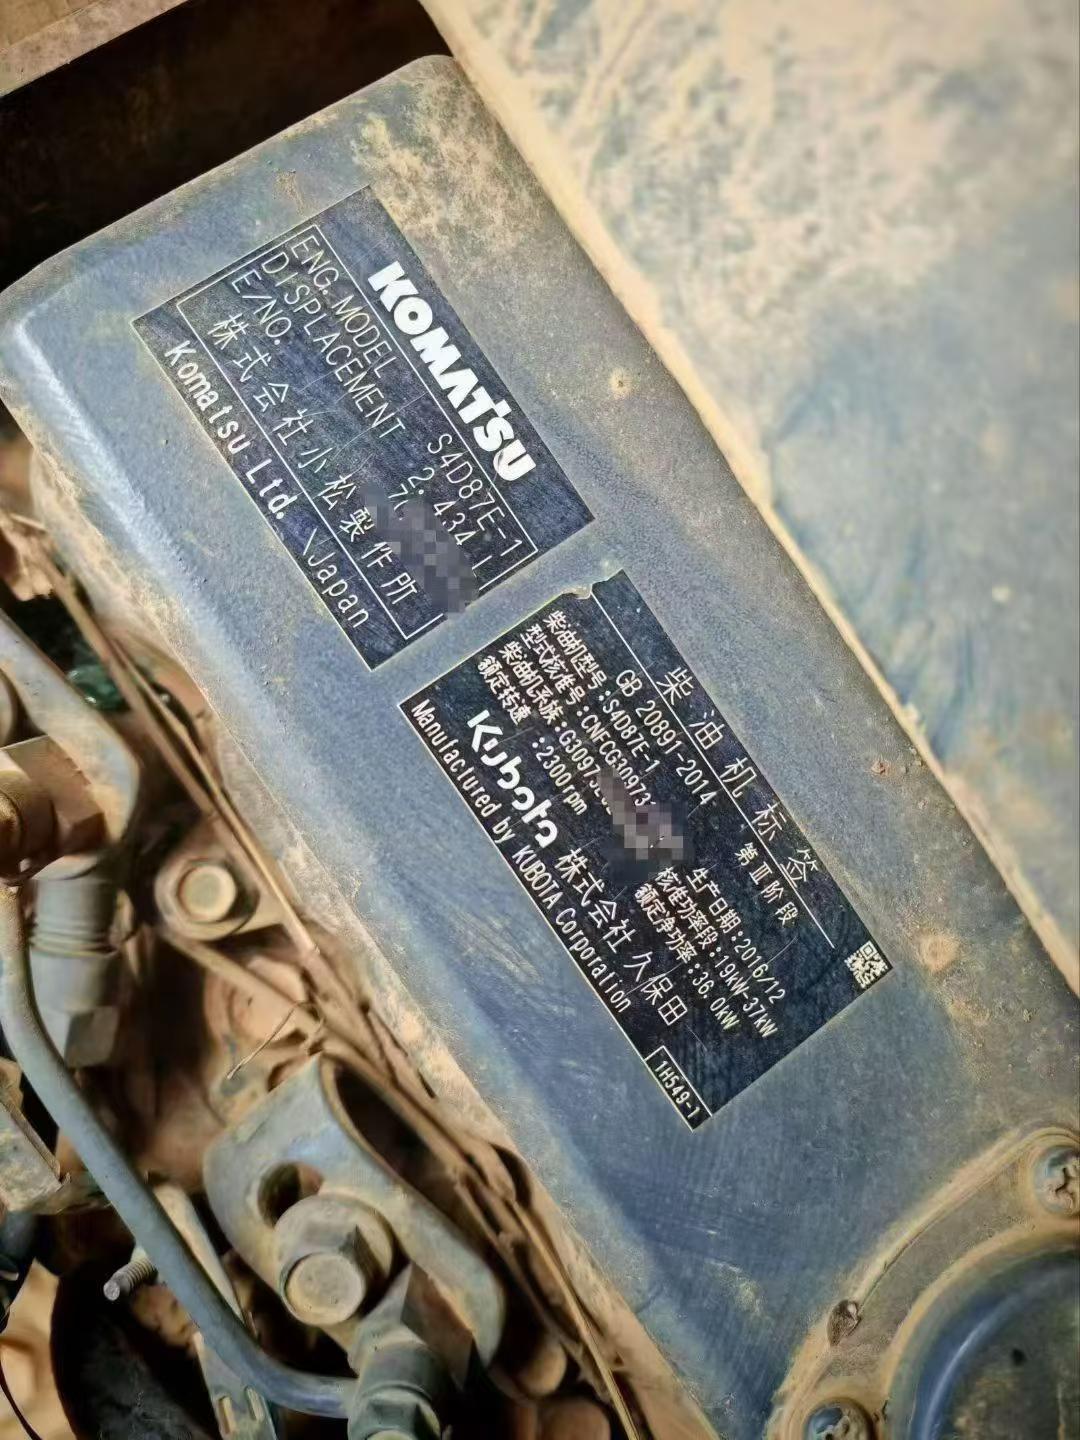 KOMATSU
ENG. MODEL S4D87E-1
DISPLACEMENT 2.434 l
E/NO.
株式会社小松製作所
Komatsu Ltd. Japan
柴油机标签
GB 20891-2014 第Ⅲ阶段
柴油机型号:S4D87E-1 生产日期:2016/12
型式核准号:CNFCG30973 核准功率段:19kW-37kW
柴油机系族:G3097 额定净功率:36.0kW
额定转速:2300rpm
Kubota 株式会社久保田
Manufactured by KUBOTA Corporation
1H549-1